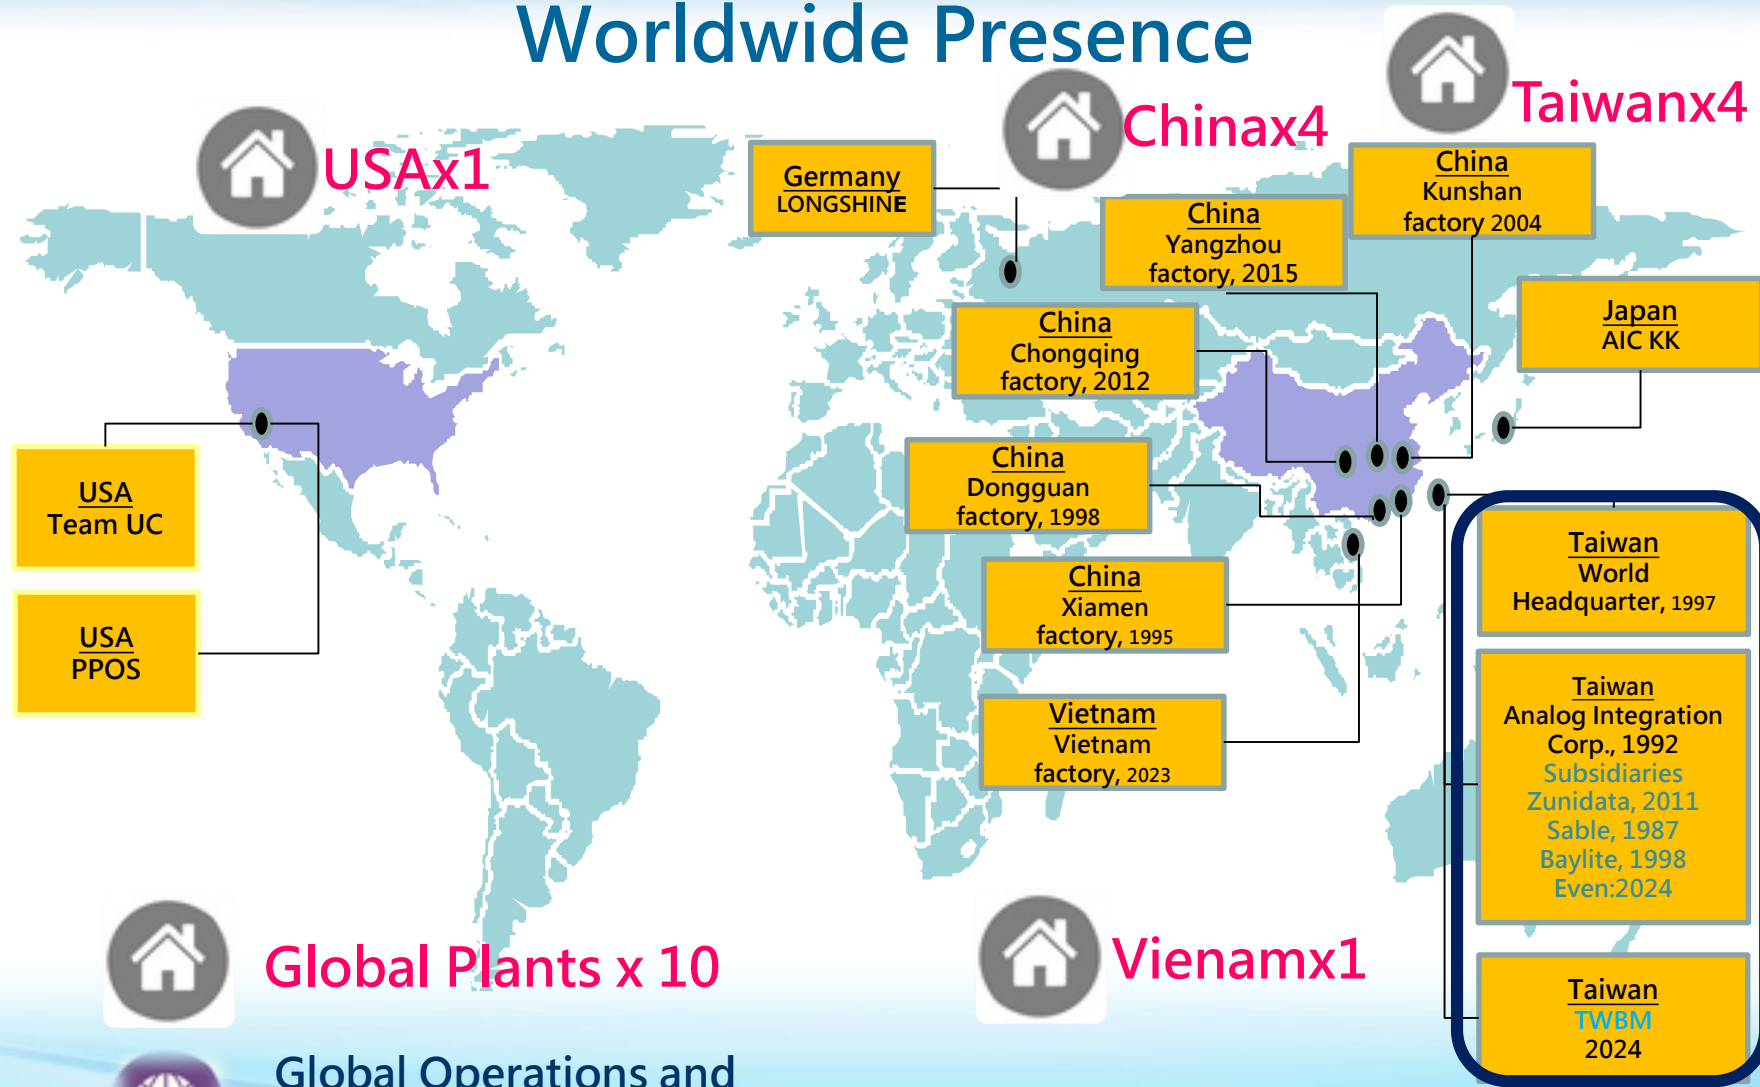 Worldwide Presence
USAx1
Chinax4
Taiwanx4
Germany
LONGSHINE
China
Kunshan
factory 2004
China
Yangzhou
factory, 2015
Japan
AIC KK
China
Chongqing
factory, 2012
China
Dongguan
factory, 1998
USA
Team UC
China
Xiamen
factory, 1995
USA
PPOS
Vietnam
Vietnam
factory, 2023
Taiwan
World
Headquarter, 1997
Taiwan
Analog Integration
Corp., 1992
Subsidiaries
Zunidata, 2011
Sable, 1987
Baylite, 1998
Even:2024
Taiwan
TWBM
2024
Global Plants x 10
Vienamx1
Global Operations and